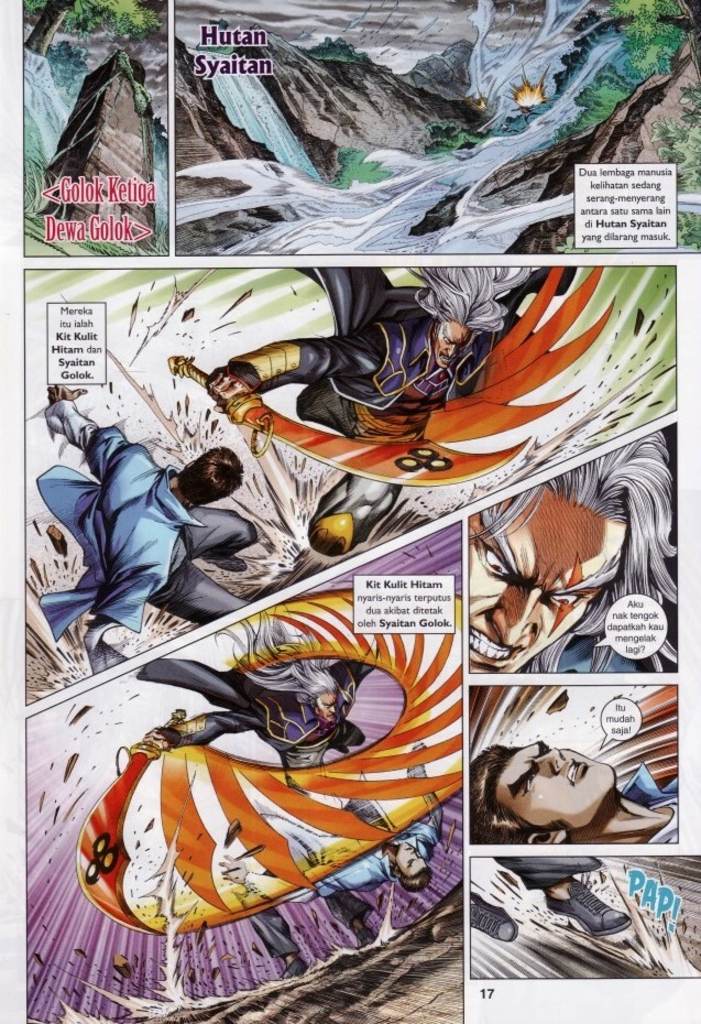 Hutan
Syaitan
<Golok Ketiga
Dewa Golok>
Dua lembaga manusia
kelihatan sedang
serang-menyerang
antara satu sama lain
di Hutan Syaitan
yang dilarang masuk.
Mereka
itu ialah
Kit Kulit
Hitam dan
Syaitan
Golok.
Kit Kulit Hitam
nyaris-nyaris terputus
dua akibat ditetak
oleh Syaitan Golok.
Aku
nak tengok
dapatkah kau
mengelak
lagi?
Itu
mudah
saja!
PAP!
17